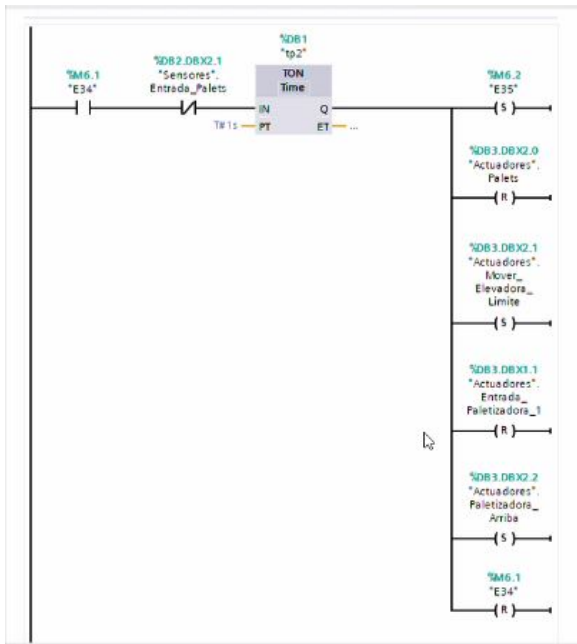 %DB1
"tp2"
%M6.1
"E34"
%DB2.DBX2.1
"Sensores".
Entrada_Palets
TON
Time
IN
Q
T#1s
PT
ET
...
%M6.2
"E35"
S
%DB3.DBX2.0
"Actuadores".
Palets
R
%DB3.DBX2.1
"Actuadores".
Mover_
Elevadora_
Limite
S
%DB3.DBX1.1
"Actuadores".
Entrada_
Paletizadora_1
R
%DB3.DBX2.2
"Actuadores".
Paletizadora_
Arriba
S
%M6.1
"E34"
R